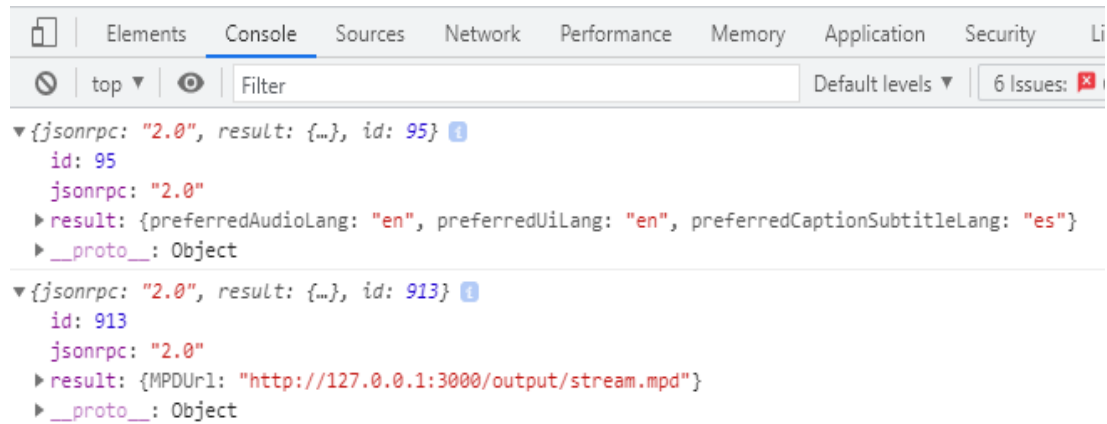 Elements Console Sources Network Performance Memory Application Security Li
top ▼ Filter Default levels ▼ 6 Issues:
▼{jsonrpc: "2.0", result: {…}, id: 95} i
id: 95
jsonrpc: "2.0"
▶result: {preferredAudioLang: "en", preferredUiLang: "en", preferredCaptionSubtitleLang: "es"}
▶__proto__: Object
▼{jsonrpc: "2.0", result: {…}, id: 913} i
id: 913
jsonrpc: "2.0"
▶result: {MPDUrl: "http://127.0.0.1:3000/output/stream.mpd"}
▶__proto__: Object